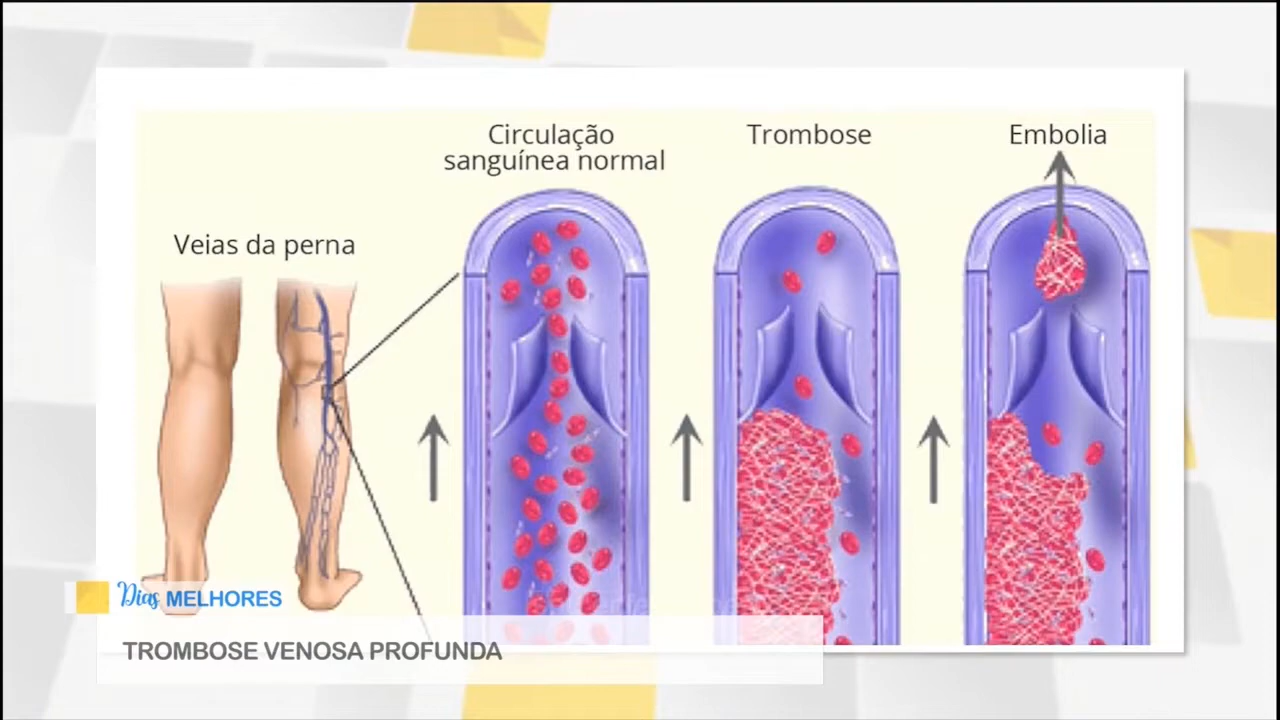 Circulação
sanguínea normal
Trombose
Embolia
Veias da perna
Dias MELHORES
TROMBOSE VENOSA PROFUNDA